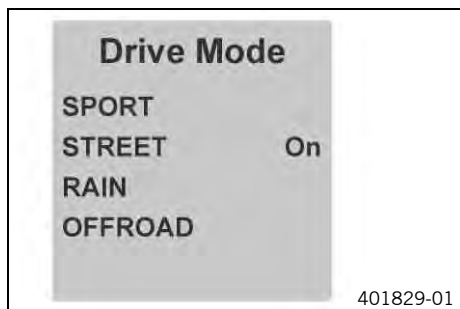 Drive Mode
SPORT
STREET On
RAIN
OFFROAD
401829-01